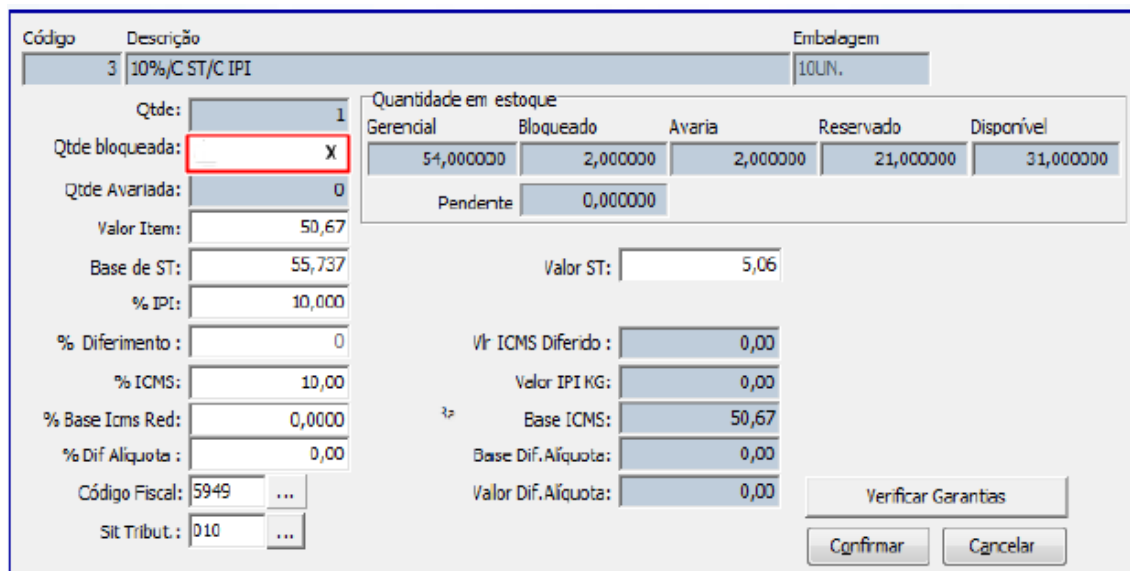 Código Descrição Embalagem
3 10%/C ST/C IPI 10UN.
Qtde: 1
Quantidade em estoque
Gerencial Bloqueado Avaria Reservado Disponível
Qtde bloqueada: X
54,000000 2,000000 2,000000 21,000000 31,000000
Qtde Avariada: 0
Pendente 0,000000
Valor Item: 50,67
Base de ST: 55,737 Valor ST: 5,06
% IPI: 10,000
% Diferimento : 0 Vlr ICMS Diferido : 0,00
% ICMS: 10,00 Valor IPI KG: 0,00
% Base Icms Red: 0,0000 Base ICMS: 50,67
% Dif Alíquota : 0,00 Base Dif.Alíquota: 0,00
Código Fiscal: 5949 ... Valor Dif.Alíquota: 0,00 Verificar Garantias
Sit Tribut.: 010 ... Confirmar Cancelar